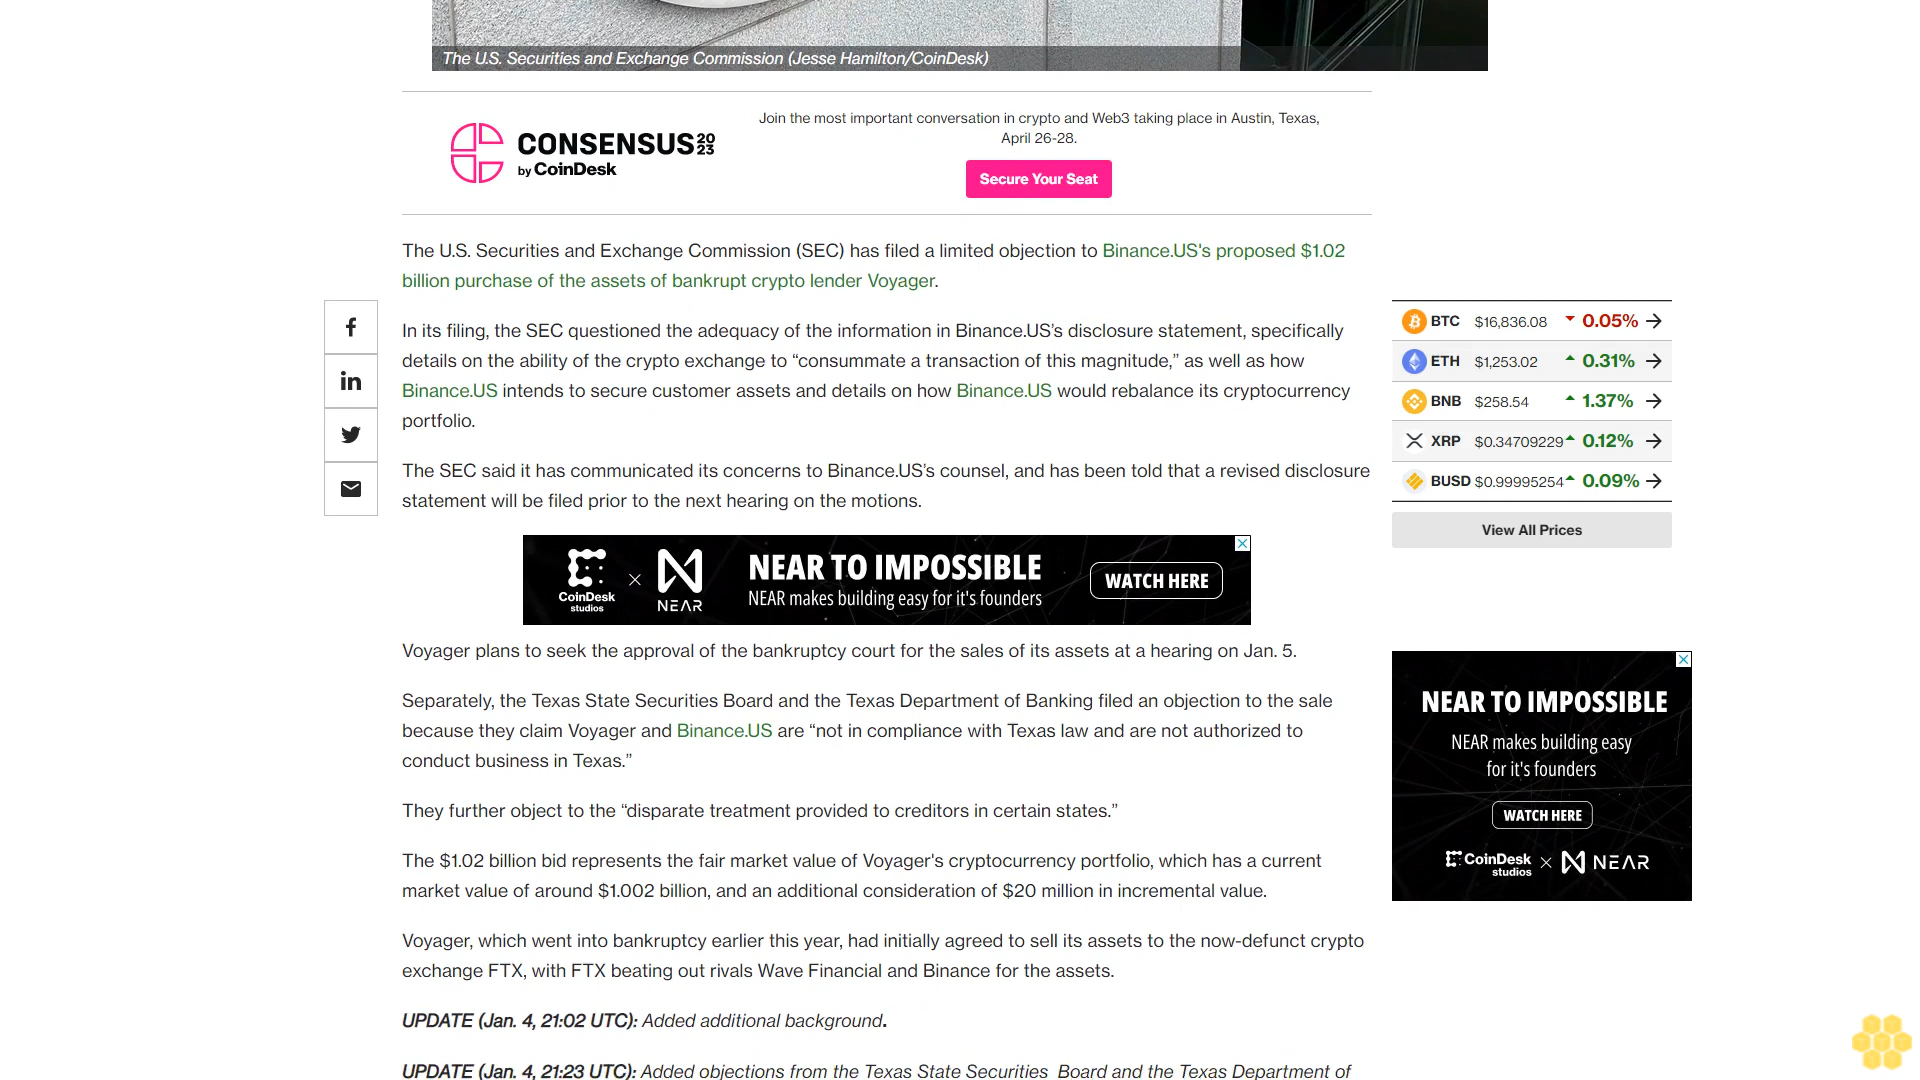 The U.S. Securities and Exchange Commission (Jesse Hamilton/CoinDesk)
CONSENSUS 2023
by CoinDesk
Join the most important conversation in crypto and Web3 taking place in Austin, Texas,
April 26-28.
Secure Your Seat
The U.S. Securities and Exchange Commission (SEC) has filed a limited objection to Binance.US's proposed $1.02
billion purchase of the assets of bankrupt crypto lender Voyager.
In its filing, the SEC questioned the adequacy of the information in Binance.US’s disclosure statement, specifically
details on the ability of the crypto exchange to “consummate a transaction of this magnitude,” as well as how
Binance.US intends to secure customer assets and details on how Binance.US would rebalance its cryptocurrency
portfolio.
The SEC said it has communicated its concerns to Binance.US’s counsel, and has been told that a revised disclosure
statement will be filed prior to the next hearing on the motions.
CoinDesk
studios
NEAR
NEAR TO IMPOSSIBLE
NEAR makes building easy for it's founders
WATCH HERE
Voyager plans to seek the approval of the bankruptcy court for the sales of its assets at a hearing on Jan. 5.
Separately, the Texas State Securities Board and the Texas Department of Banking filed an objection to the sale
because they claim Voyager and Binance.US are “not in compliance with Texas law and are not authorized to
conduct business in Texas.”
They further object to the “disparate treatment provided to creditors in certain states.”
The $1.02 billion bid represents the fair market value of Voyager's cryptocurrency portfolio, which has a current
market value of around $1.002 billion, and an additional consideration of $20 million in incremental value.
Voyager, which went into bankruptcy earlier this year, had initially agreed to sell its assets to the now-defunct crypto
exchange FTX, with FTX beating out rivals Wave Financial and Binance for the assets.
UPDATE (Jan. 4, 21:02 UTC): Added additional background.
UPDATE (Jan. 4, 21:23 UTC): Added objections from the Texas State Securities Board and the Texas Department of
BTC $16,836.08 0.05%
ETH $1,253.02 0.31%
BNB $258.54 1.37%
XRP $0.34709229 0.12%
BUSD $0.99995254 0.09%
View All Prices
NEAR TO IMPOSSIBLE
NEAR makes building easy
for it's founders
WATCH HERE
CoinDesk
studios
NEAR